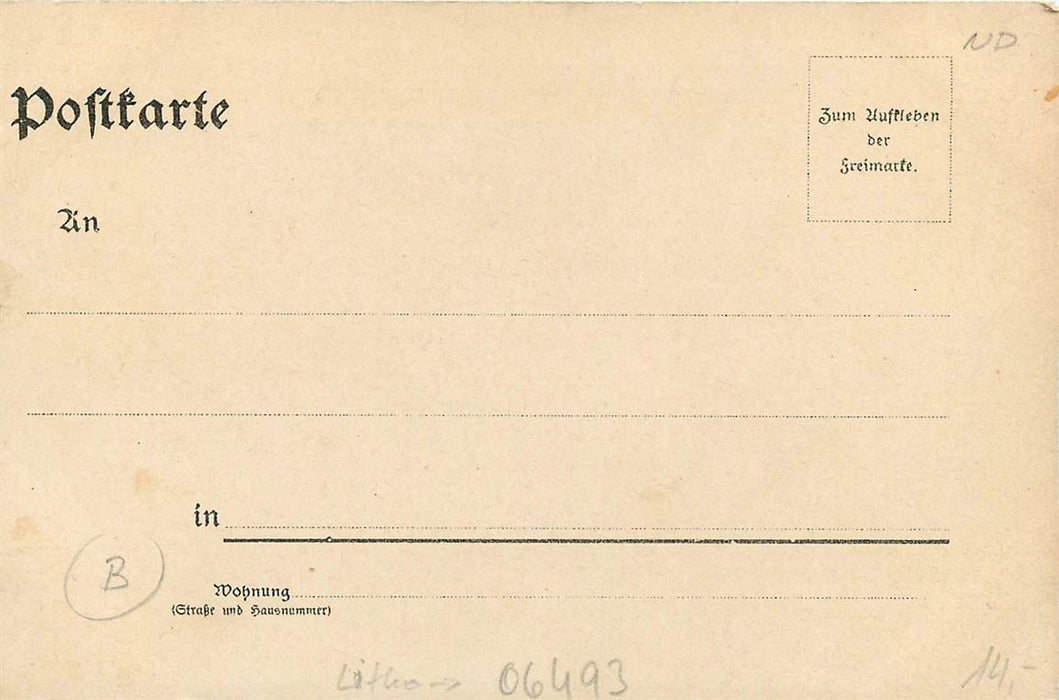 ND
Postkarte
Zum Aufkleben
der
Freimarke.
An
in
B
Wohnung
(Straße und Hausnummer)
Litho → 06493
14,-